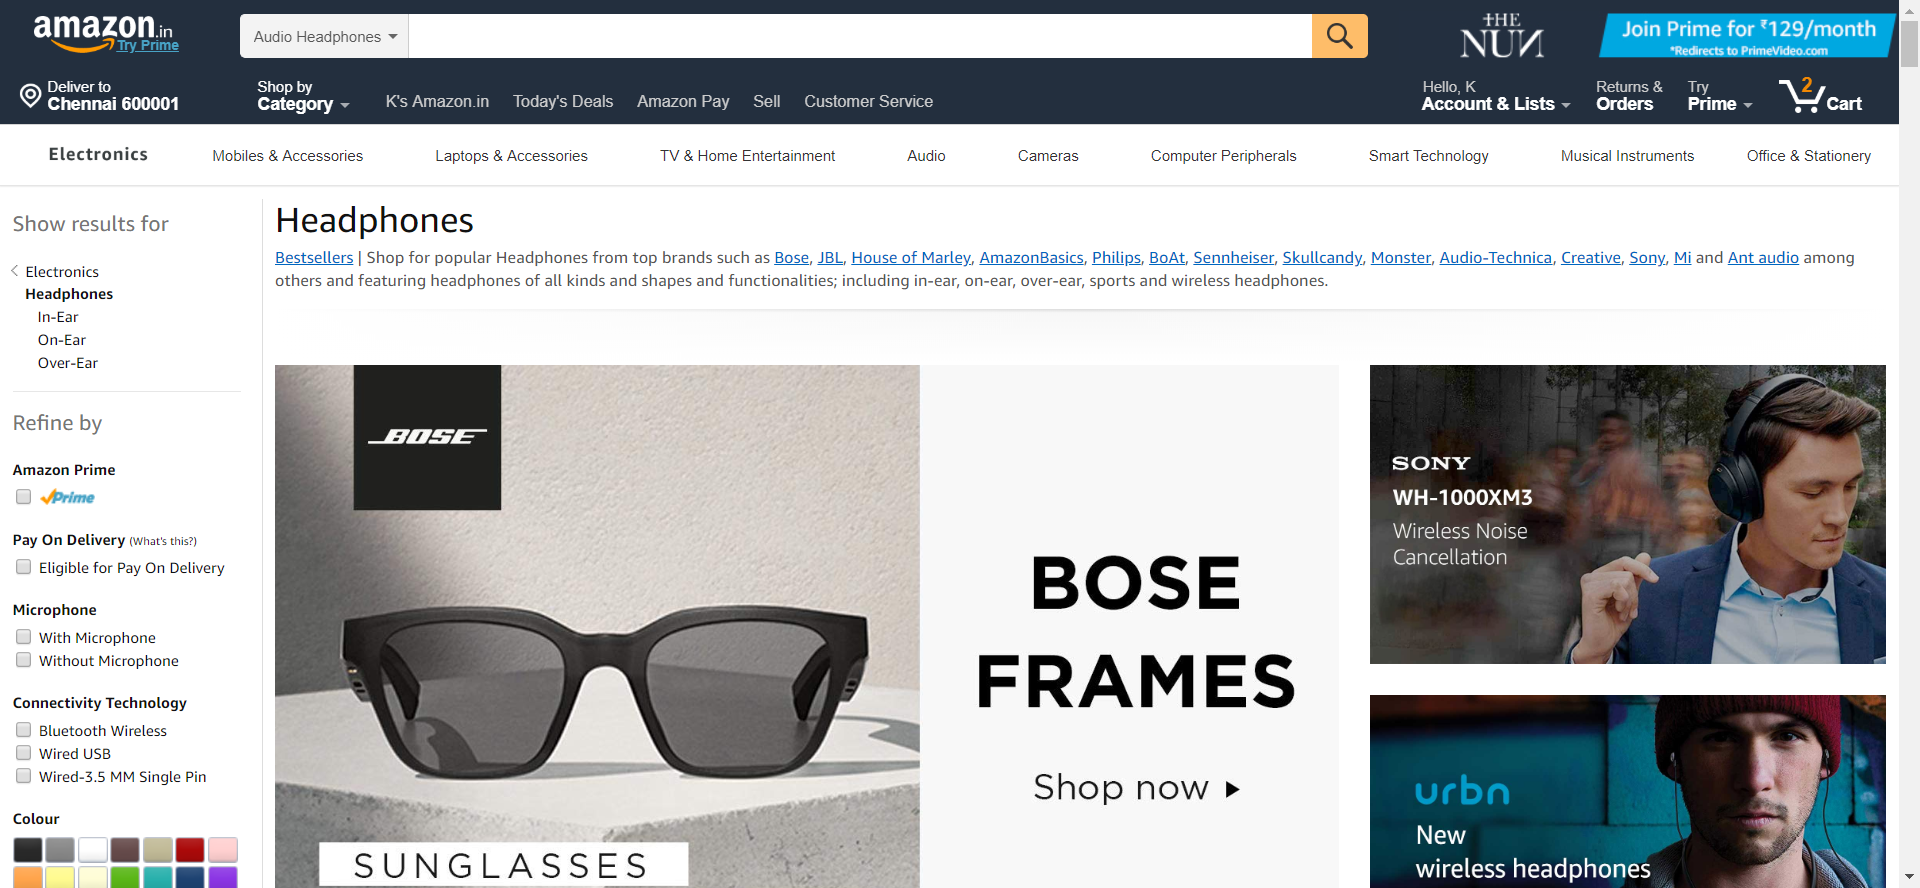 amazon.in
Try Prime
Audio Headphones
THE
NUN
Join Prime for ₹129/month
*Redirects to PrimeVideo.com
Deliver to
Chennai 600001
Shop by
Category
K's Amazon.in
Today's Deals
Amazon Pay
Sell
Customer Service
Hello, K
Account & Lists
Returns &
Orders
Try
Prime
2
Cart
Electronics
Mobiles & Accessories
Laptops & Accessories
TV & Home Entertainment
Audio
Cameras
Computer Peripherals
Smart Technology
Musical Instruments
Office & Stationery
Show results for
Electronics
Headphones
In-Ear
On-Ear
Over-Ear
Refine by
Amazon Prime
Prime
Pay On Delivery (What's this?)
Eligible for Pay On Delivery
Microphone
With Microphone
Without Microphone
Connectivity Technology
Bluetooth Wireless
Wired USB
Wired-3.5 MM Single Pin
Colour
Headphones
Bestsellers | Shop for popular Headphones from top brands such as Bose, JBL, House of Marley, AmazonBasics, Philips, BoAt, Sennheiser, Skullcandy, Monster, Audio-Technica, Creative, Sony, Mi and Ant audio among
others and featuring headphones of all kinds and shapes and functionalities; including in-ear, on-ear, over-ear, sports and wireless headphones.
BOSE
SUNGLASSES
BOSE
FRAMES
Shop now
SONY
WH-1000XM3
Wireless Noise
Cancellation
urbn
New
wireless headphones